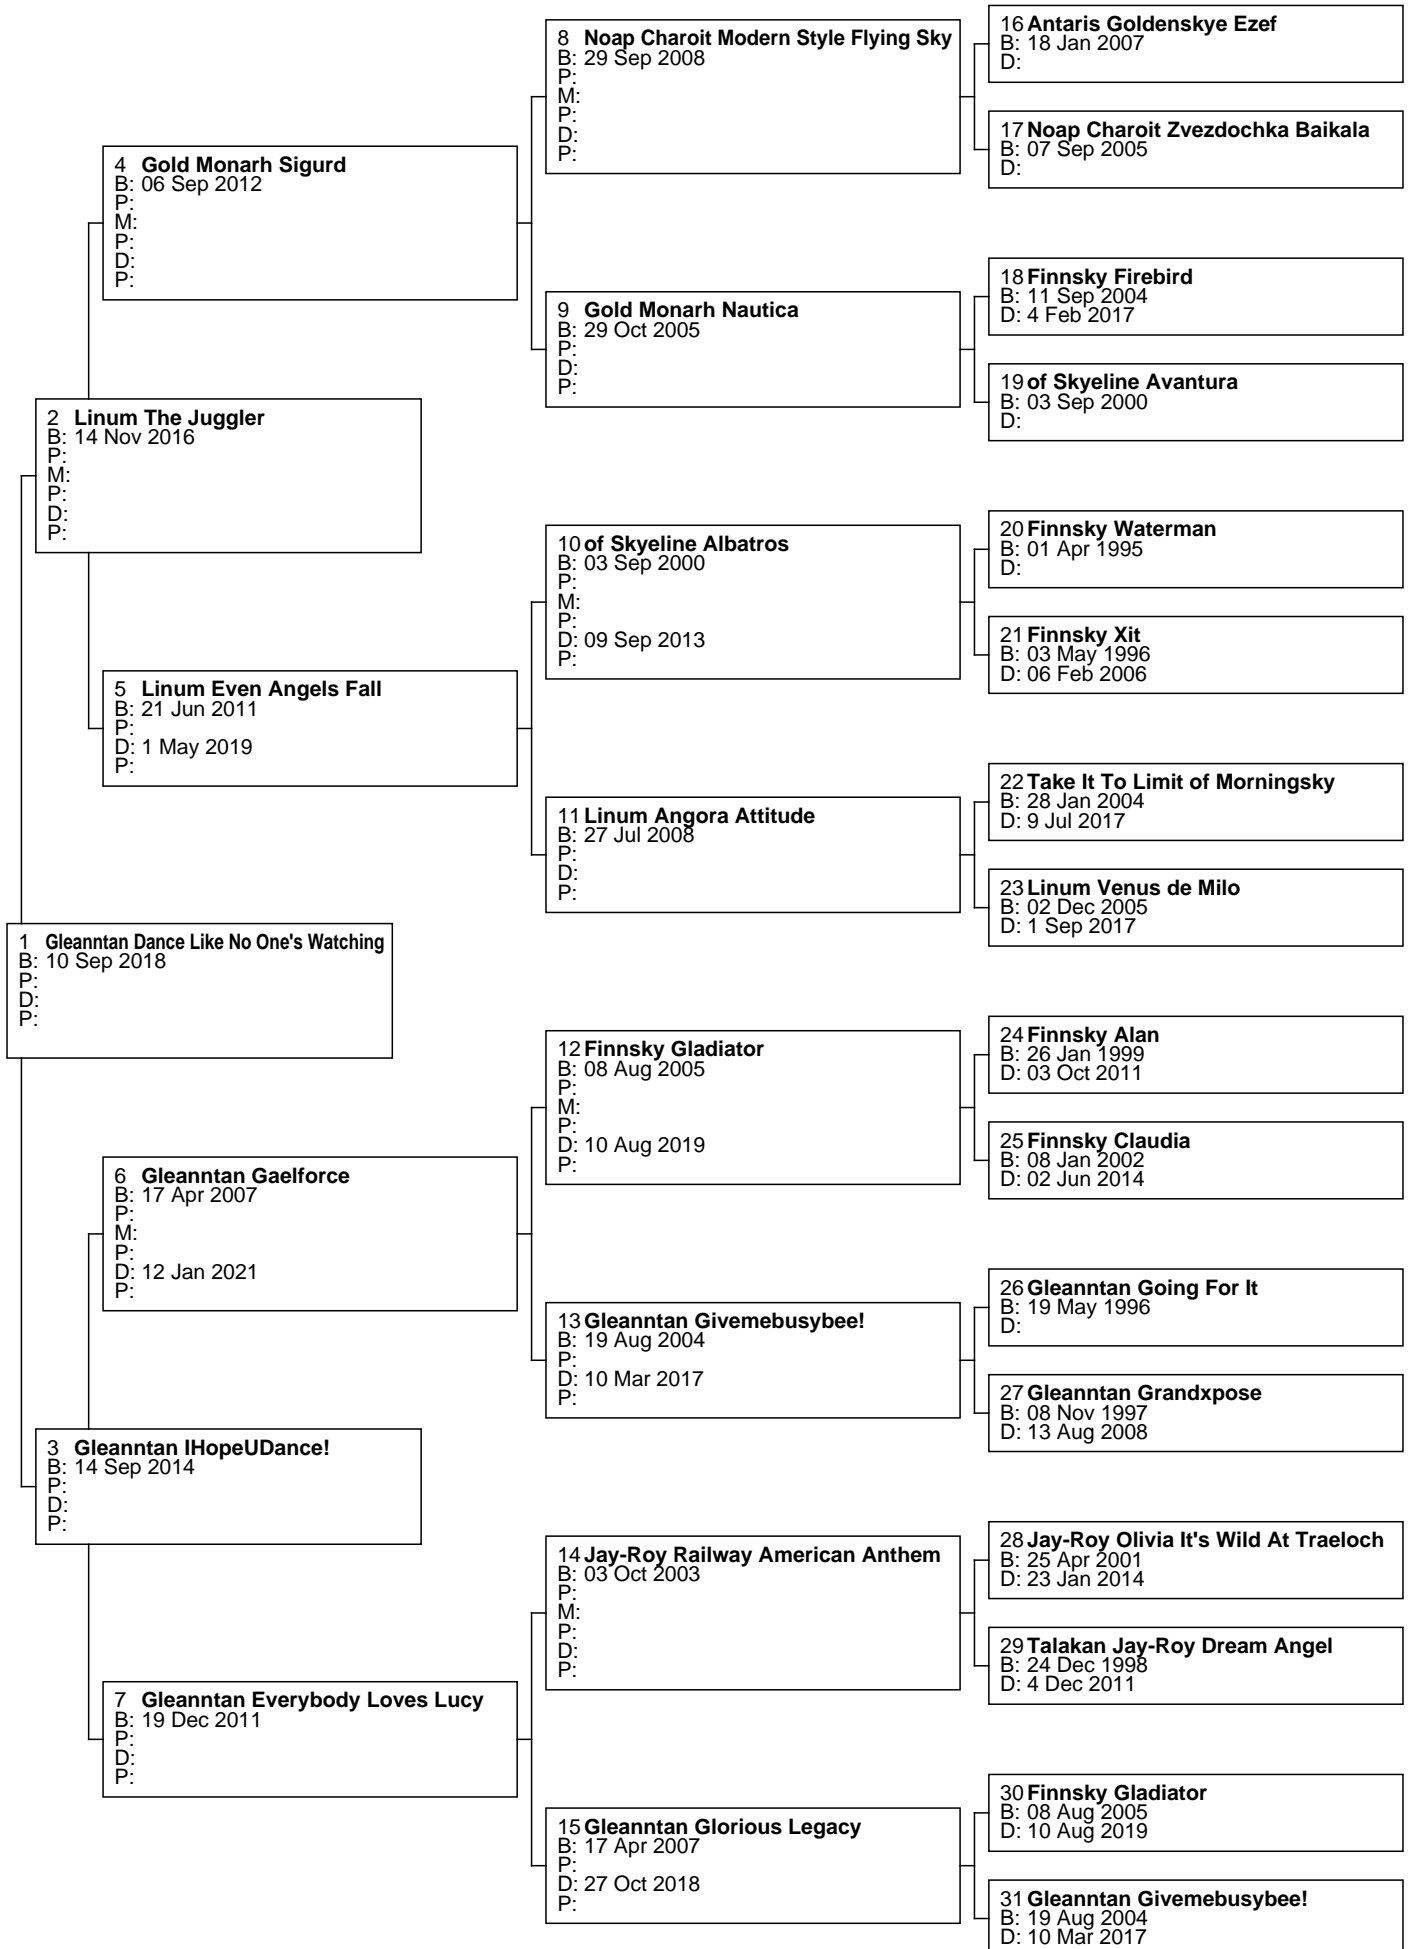 8 Noap Charoit Modern Style Flying Sky
B: 29 Sep 2008
P:
M:
P:
D:
P:
16 Antaris Goldenskye Ezef
B: 18 Jan 2007
D:
17 Noap Charoit Zvezdochka Baikala
B: 07 Sep 2005
D:
4 Gold Monarh Sigurd
B: 06 Sep 2012
P:
M:
P:
D:
P:
9 Gold Monarh Nautica
B: 29 Oct 2005
P:
D:
P:
18 Finnsky Firebird
B: 11 Sep 2004
D: 4 Feb 2017
19 of Skyeline Avantura
B: 03 Sep 2000
D:
2 Linum The Juggler
B: 14 Nov 2016
P:
M:
P:
D:
P:
10 of Skyeline Albatros
B: 03 Sep 2000
P:
M:
P:
D: 09 Sep 2013
P:
20 Finnsky Waterman
B: 01 Apr 1995
D:
21 Finnsky Xit
B: 03 May 1996
D: 06 Feb 2006
5 Linum Even Angels Fall
B: 21 Jun 2011
P:
D: 1 May 2019
P:
11 Linum Angora Attitude
B: 27 Jul 2008
P:
D:
P:
22 Take It To Limit of Morningsky
B: 28 Jan 2004
D: 9 Jul 2017
23 Linum Venus de Milo
B: 02 Dec 2005
D: 1 Sep 2017
1 Gleanntan Dance Like No One's Watching
B: 10 Sep 2018
P:
D:
P:
12 Finnsky Gladiator
B: 08 Aug 2005
P:
M:
P:
D: 10 Aug 2019
P:
24 Finnsky Alan
B: 26 Jan 1999
D: 03 Oct 2011
25 Finnsky Claudia
B: 08 Jan 2002
D: 02 Jun 2014
6 Gleanntan Gaelforce
B: 17 Apr 2007
P:
M:
P:
D: 12 Jan 2021
P:
13 Gleanntan Givemebusybee!
B: 19 Aug 2004
P:
D: 10 Mar 2017
P:
26 Gleanntan Going For It
B: 19 May 1996
D:
27 Gleanntan Grandxpose
B: 08 Nov 1997
D: 13 Aug 2008
3 Gleanntan IHopeUDance!
B: 14 Sep 2014
P:
D:
P:
14 Jay-Roy Railway American Anthem
B: 03 Oct 2003
P:
M:
P:
D:
P:
28 Jay-Roy Olivia It's Wild At Traeloch
B: 25 Apr 2001
D: 23 Jan 2014
29 Talakan Jay-Roy Dream Angel
B: 24 Dec 1998
D: 4 Dec 2011
7 Gleanntan Everybody Loves Lucy
B: 19 Dec 2011
P:
D:
P:
15 Gleanntan Glorious Legacy
B: 17 Apr 2007
P:
D: 27 Oct 2018
P:
30 Finnsky Gladiator
B: 08 Aug 2005
D: 10 Aug 2019
31 Gleanntan Givemebusybee!
B: 19 Aug 2004
D: 10 Mar 2017